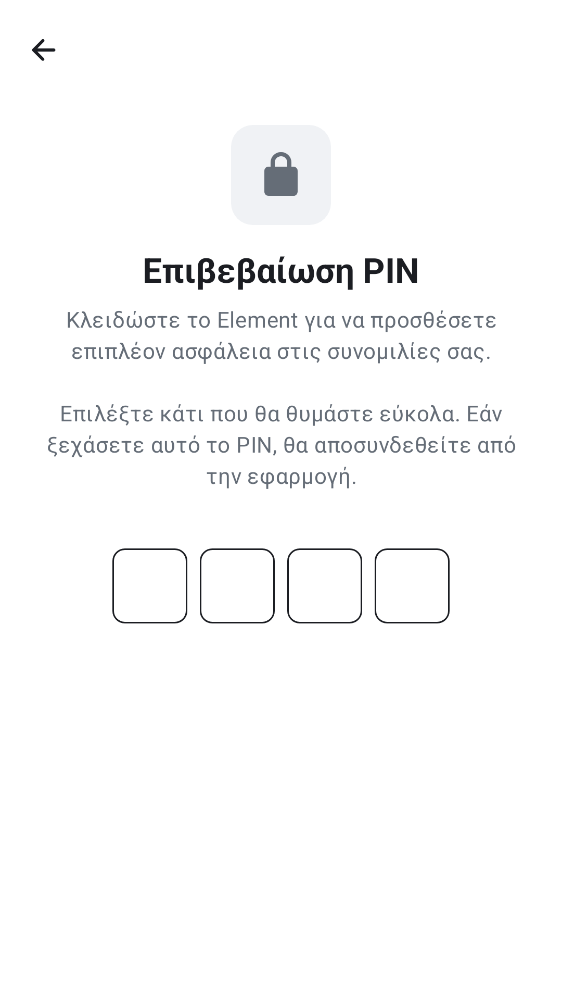 Επιβεβαίωση PIN
Κλειδώστε το Element για να προσθέσετε
επιπλέον ασφάλεια στις συνομιλίες σας.
Επιλέξτε κάτι που θα θυμάστε εύκολα. Εάν
ξεχάσετε αυτό το PIN, θα αποσυνδεθείτε από
την εφαρμογή.